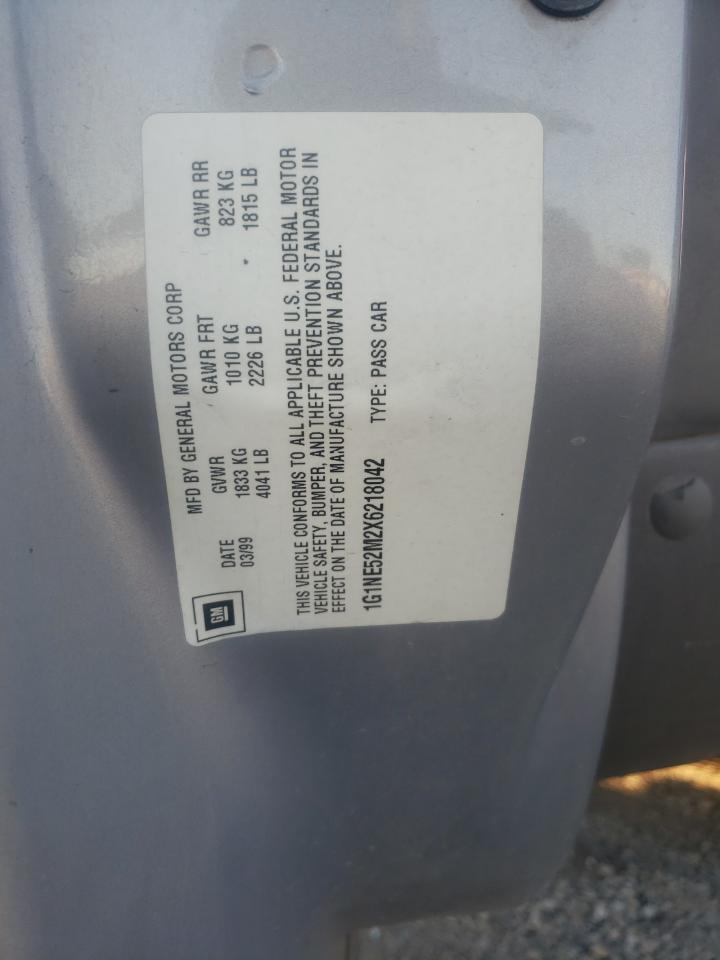 MFD BY GENERAL MOTORS CORP
DATE GVWR GAWR FRT GAWR RR
03/99 1833 KG 1010 KG 823 KG
4041 LB 2226 LB 1815 LB
GM
THIS VEHICLE CONFORMS TO ALL APPLICABLE U.S. FEDERAL MOTOR
VEHICLE SAFETY, BUMPER, AND THEFT PREVENTION STANDARDS IN
EFFECT ON THE DATE OF MANUFACTURE SHOWN ABOVE.
1G1NE52M2X6218042 TYPE: PASS CAR